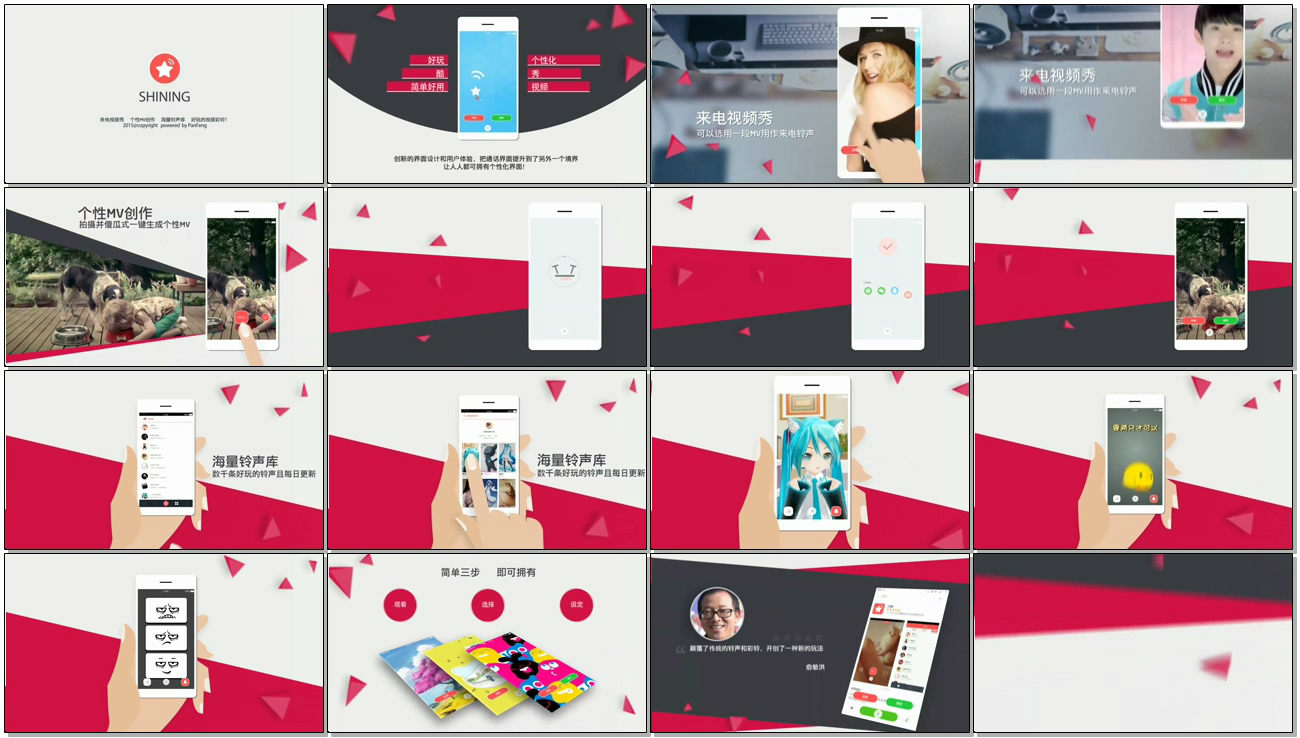 SHINING
来电视频秀 个性MV创作 海量铃声库 好玩的视频彩铃!
2015@copyright powered by PanFeng
好玩
酷
简单好用
个性化
秀
视频
创新的界面设计和用户体验，把通话界面提升到了另外一个境界
让人人都可拥有个性化界面!
来电视频秀
可以选用一段MV用作来电铃声
来电视频秀
可以选用一段MV用作来电铃声
个性MV创作
拍摄并傻瓜式一键生成个性MV
海量铃声库
数千条好玩的铃声且每日更新
海量铃声库
数千条好玩的铃声且每日更新
看两只才可以
简单三步 即可拥有
观看
选择
设定
颠覆了传统的铃声和彩铃，开创了一种新的玩法
俞敏洪